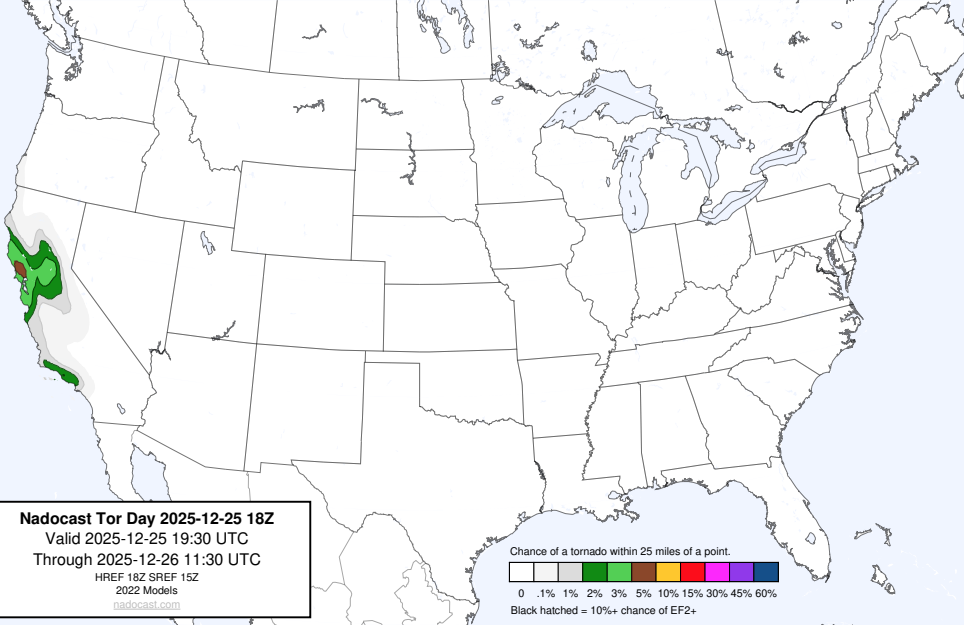 Nadocast Tor Day 2025-12-25 18Z
Valid 2025-12-25 19:30 UTC
Through 2025-12-26 11:30 UTC
HREF 18Z SREF 15Z
2022 Models
nadocast.com
Chance of a tornado within 25 miles of a point.
0 .1% 1% 2% 3% 5% 10% 15% 30% 45% 60%
Black hatched = 10%+ chance of EF2+